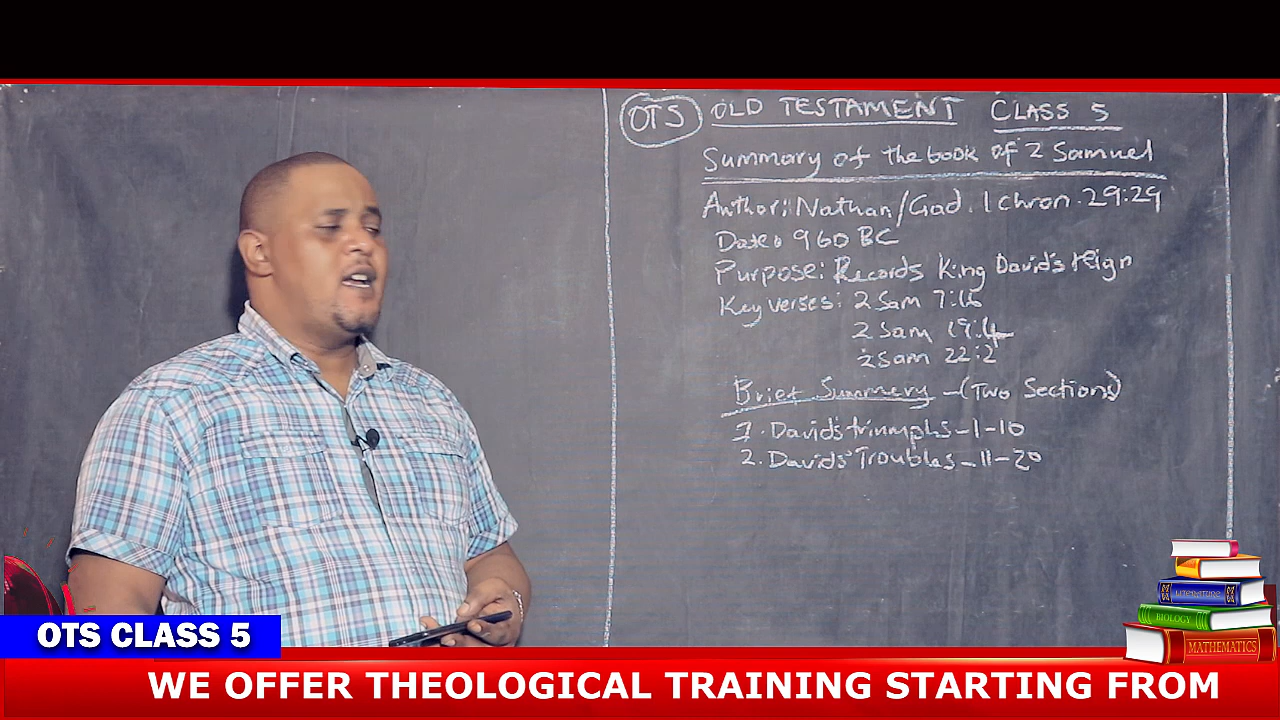 OTS OLD TESTAMENT CLASS 5
Summary of the book of 2 Samuel
Author: Nathan/Gad. 1 chron. 29:29
Date: 960 BC
Purpose: Records King David's reign
Key verses: 2 Sam 7:16
2 Sam 19:4
2 Sam 22:2
Brief Summery - (Two Sections)
1. David's triumphs - 1-10
2. Davids' Troubles - 11-20
LITERATURE
BIOLOGY
MATHEMATICS
OTS CLASS 5
WE OFFER THEOLOGICAL TRAINING STARTING FROM